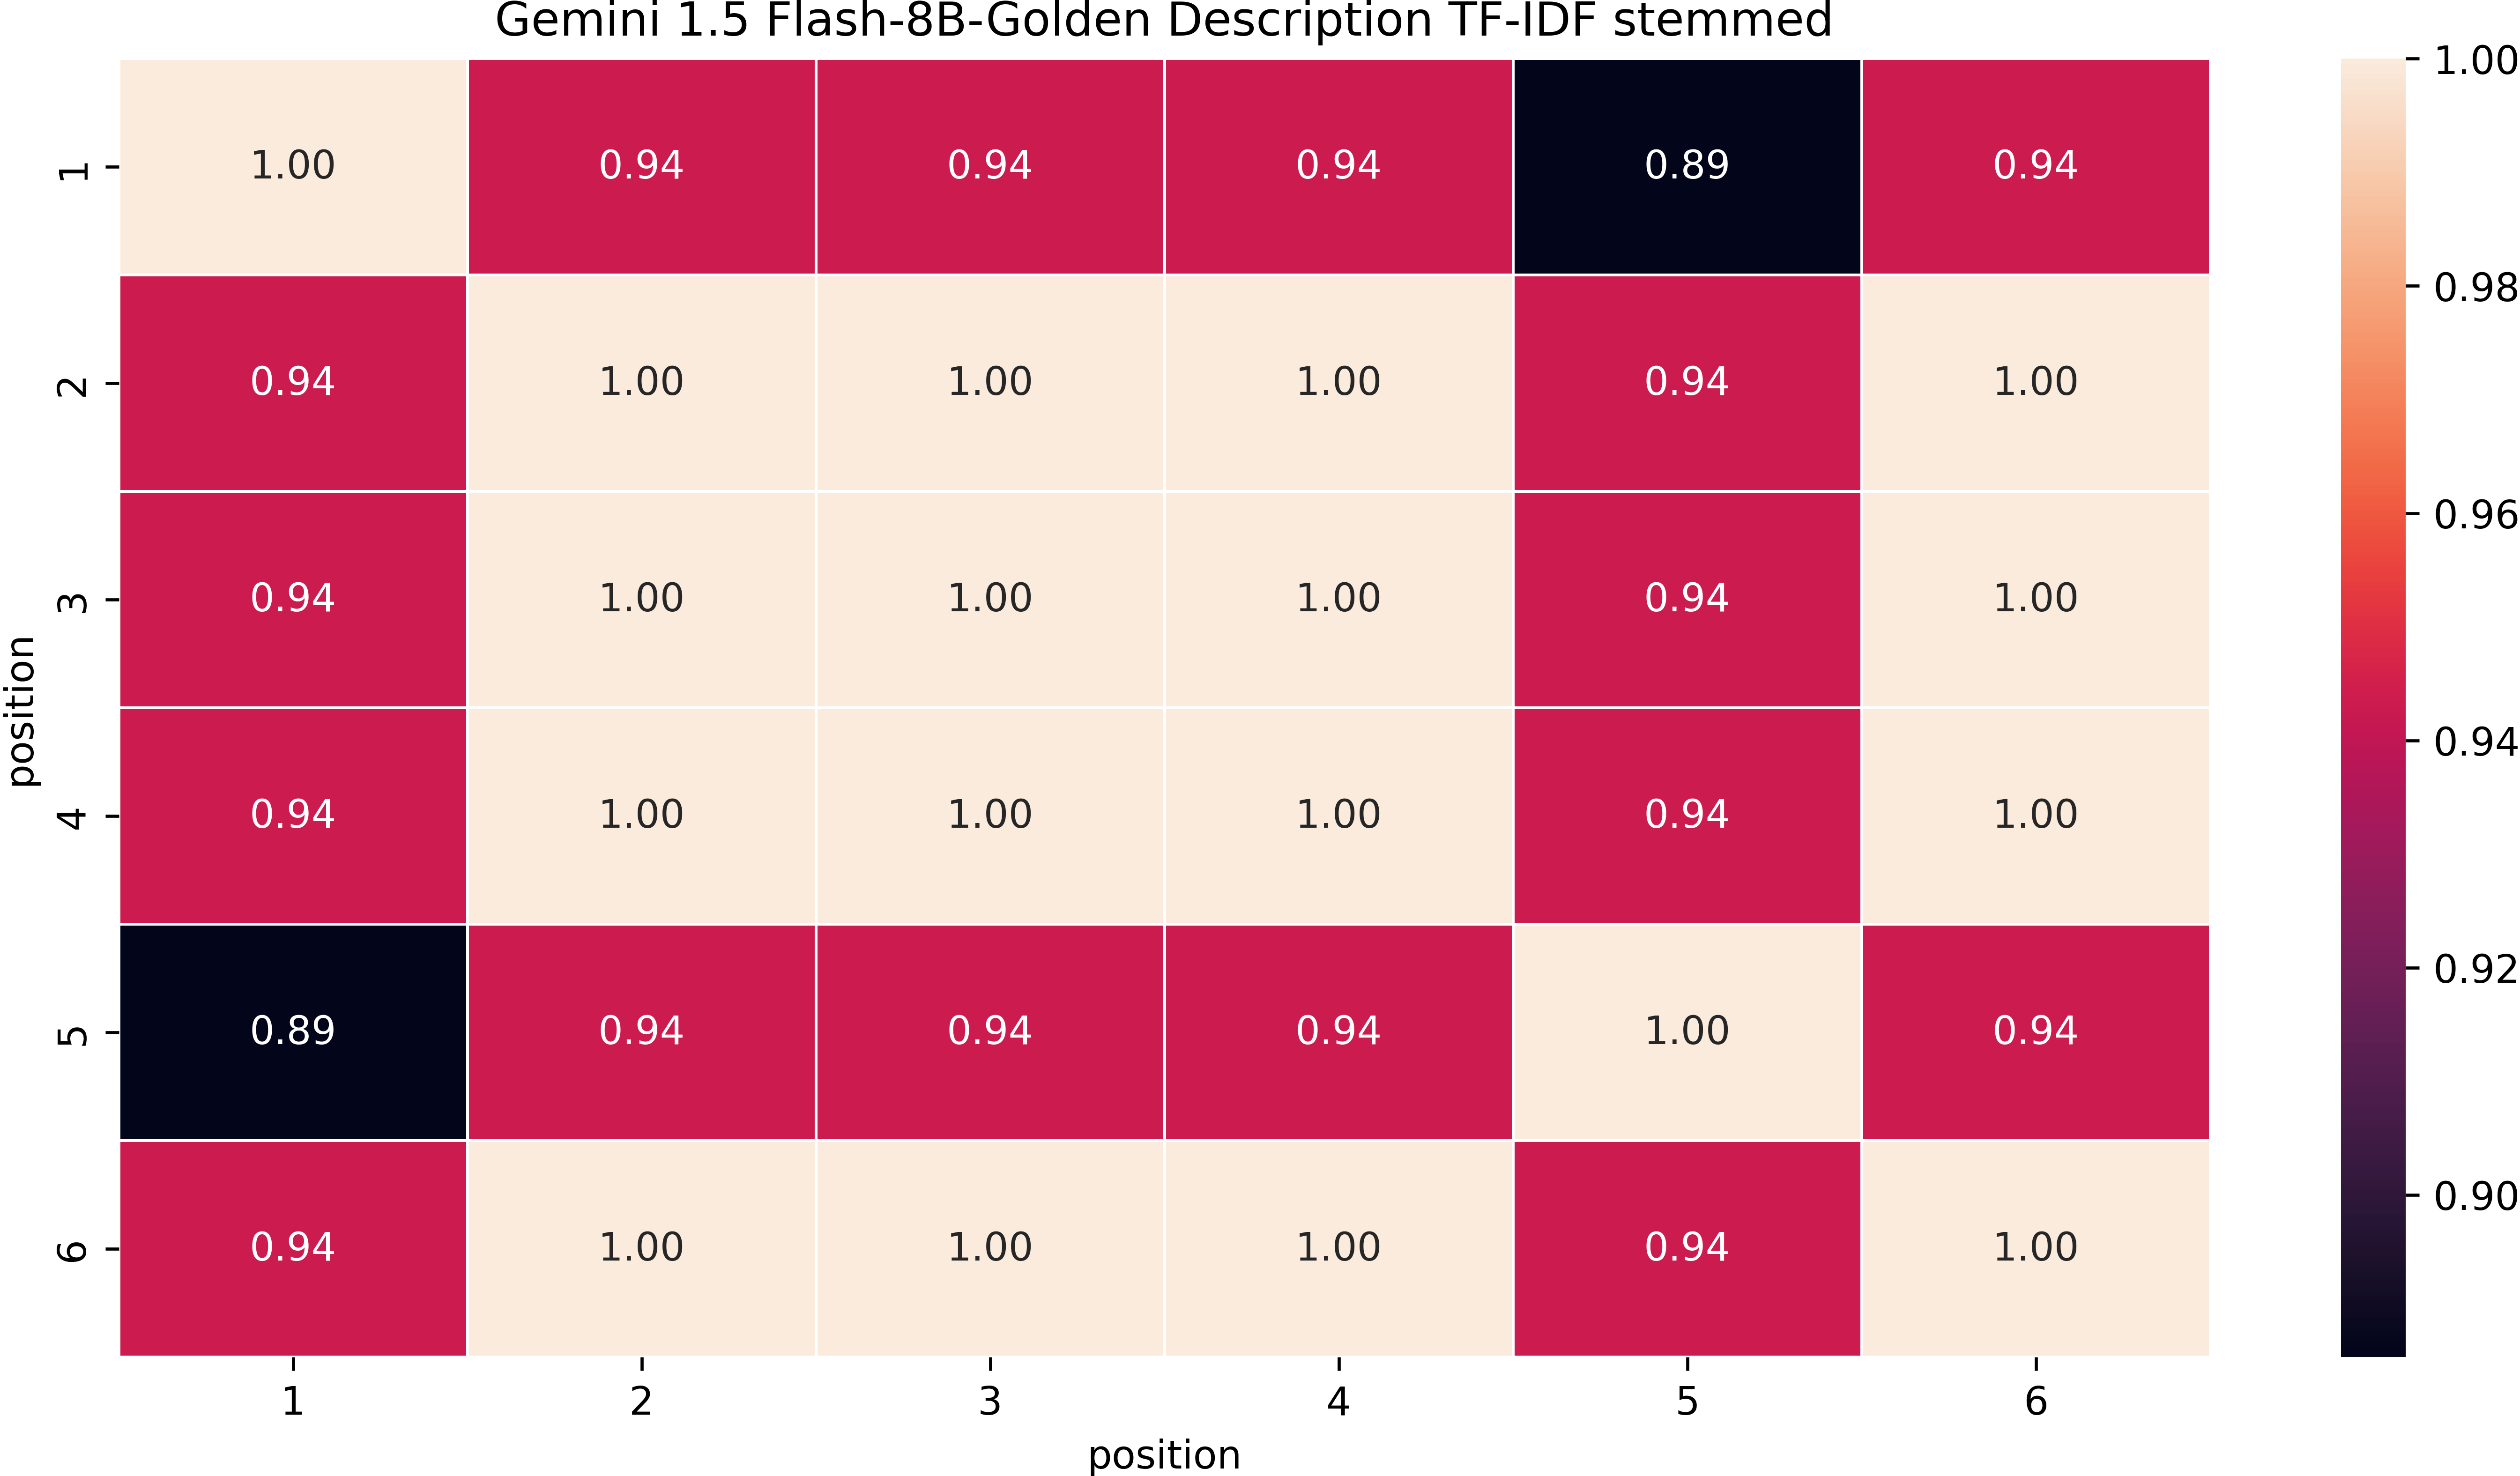 Gemini 1.5 Flash-8B-Golden Description TF-IDF stemmed
1 1.00 0.94 0.94 0.94 0.89 0.94
2 0.94 1.00 1.00 1.00 0.94 1.00
3 0.94 1.00 1.00 1.00 0.94 1.00
4 0.94 1.00 1.00 1.00 0.94 1.00
5 0.89 0.94 0.94 0.94 1.00 0.94
6 0.94 1.00 1.00 1.00 0.94 1.00
position
1 2 3 4 5 6
position
1.00
0.98
0.96
0.94
0.92
0.90